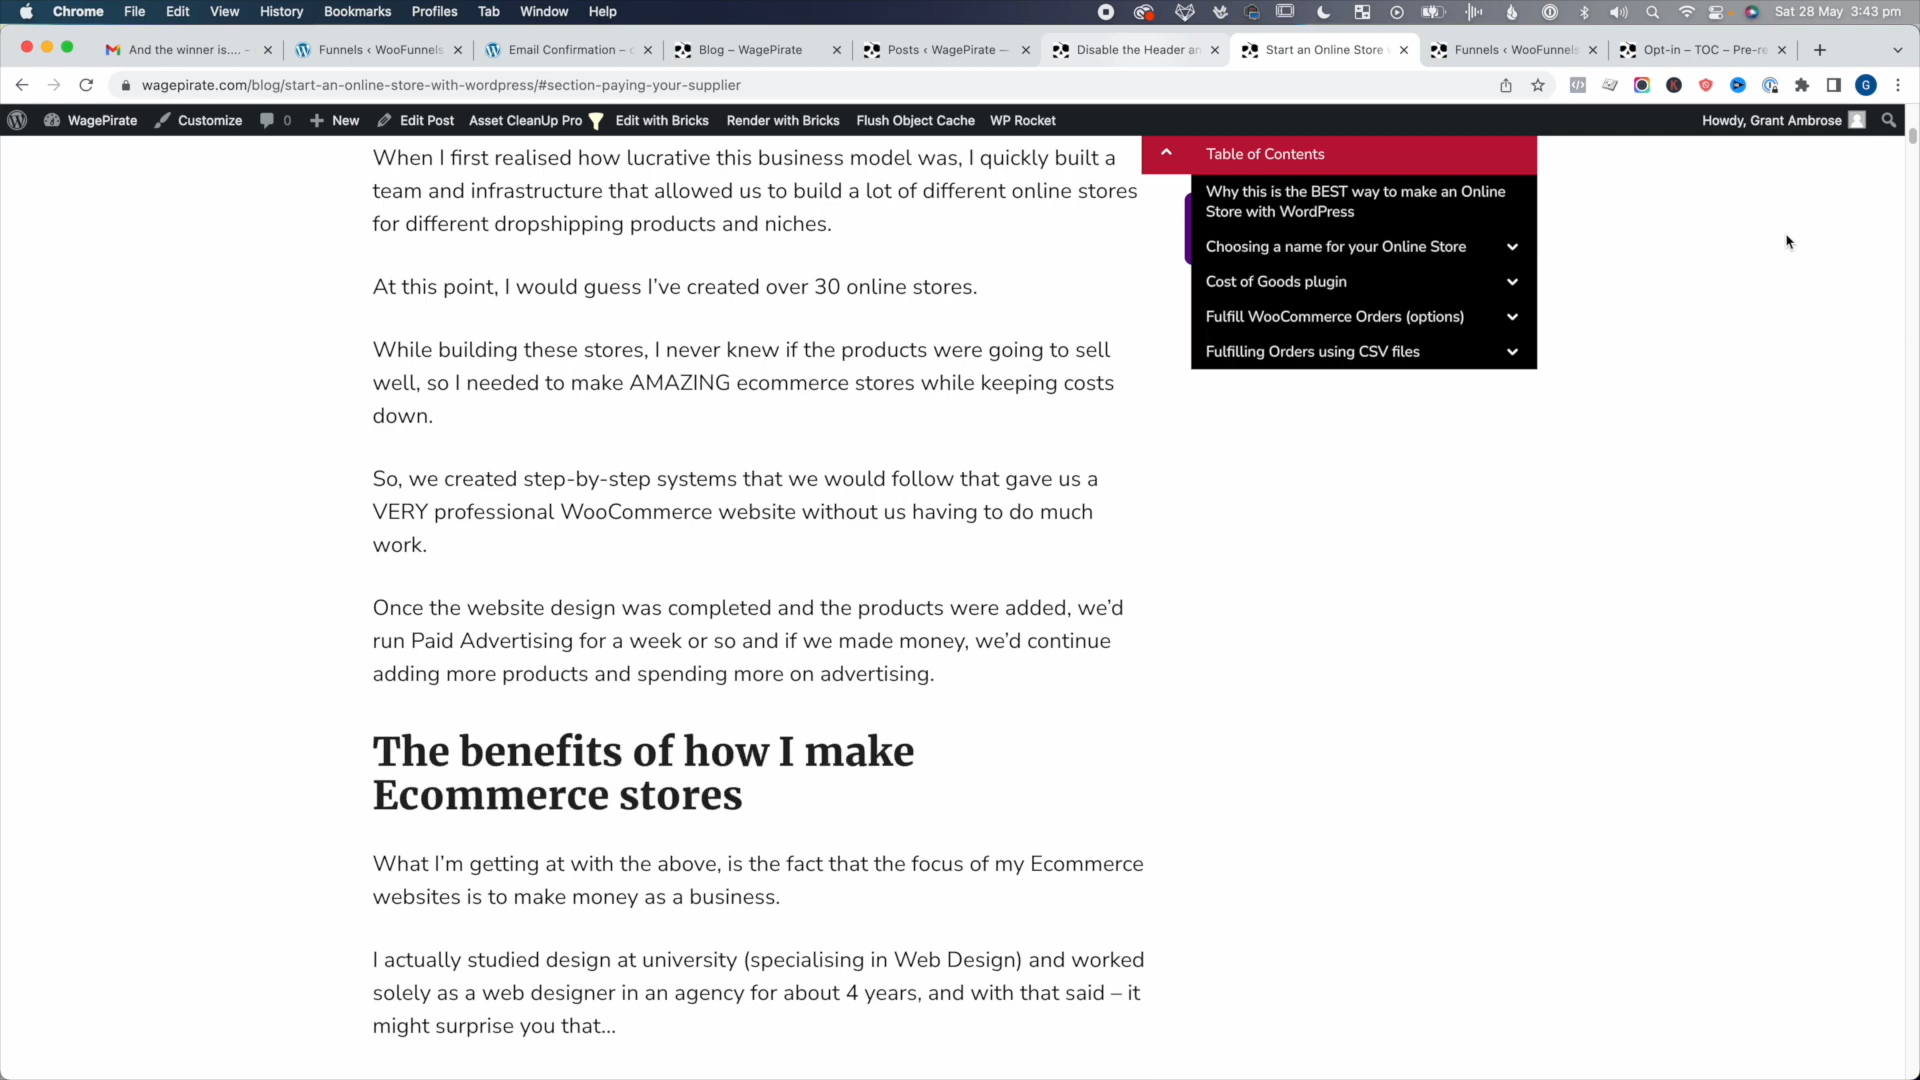 Chrome File Edit View History Bookmarks Profiles Tab Window Help Sat 28 May 3:43 pm
And the winner is.... - Funnels ‹ WooFunnels Email Confirmation – Blog – WagePirate Posts ‹ WagePirate — Disable the Header an Start an Online Store Funnels ‹ WooFunnels Opt-in – TOC – Pre-re
wagepirate.com/blog/start-an-online-store-with-wordpress/#section-paying-your-supplier G
WagePirate Customize 0 New Edit Post Asset CleanUp Pro Edit with Bricks Render with Bricks Flush Object Cache WP Rocket Howdy, Grant Ambrose
When I first realised how lucrative this business model was, I quickly built a
team and infrastructure that allowed us to build a lot of different online stores
for different dropshipping products and niches.
At this point, I would guess I've created over 30 online stores.
While building these stores, I never knew if the products were going to sell
well, so I needed to make AMAZING ecommerce stores while keeping costs
down.
So, we created step-by-step systems that we would follow that gave us a
VERY professional WooCommerce website without us having to do much
work.
Once the website design was completed and the products were added, we'd
run Paid Advertising for a week or so and if we made money, we'd continue
adding more products and spending more on advertising.
The benefits of how I make
Ecommerce stores
What I'm getting at with the above, is the fact that the focus of my Ecommerce
websites is to make money as a business.
I actually studied design at university (specialising in Web Design) and worked
solely as a web designer in an agency for about 4 years, and with that said – it
might surprise you that...
Table of Contents
Why this is the BEST way to make an Online
Store with WordPress
Choosing a name for your Online Store
Cost of Goods plugin
Fulfill WooCommerce Orders (options)
Fulfilling Orders using CSV files